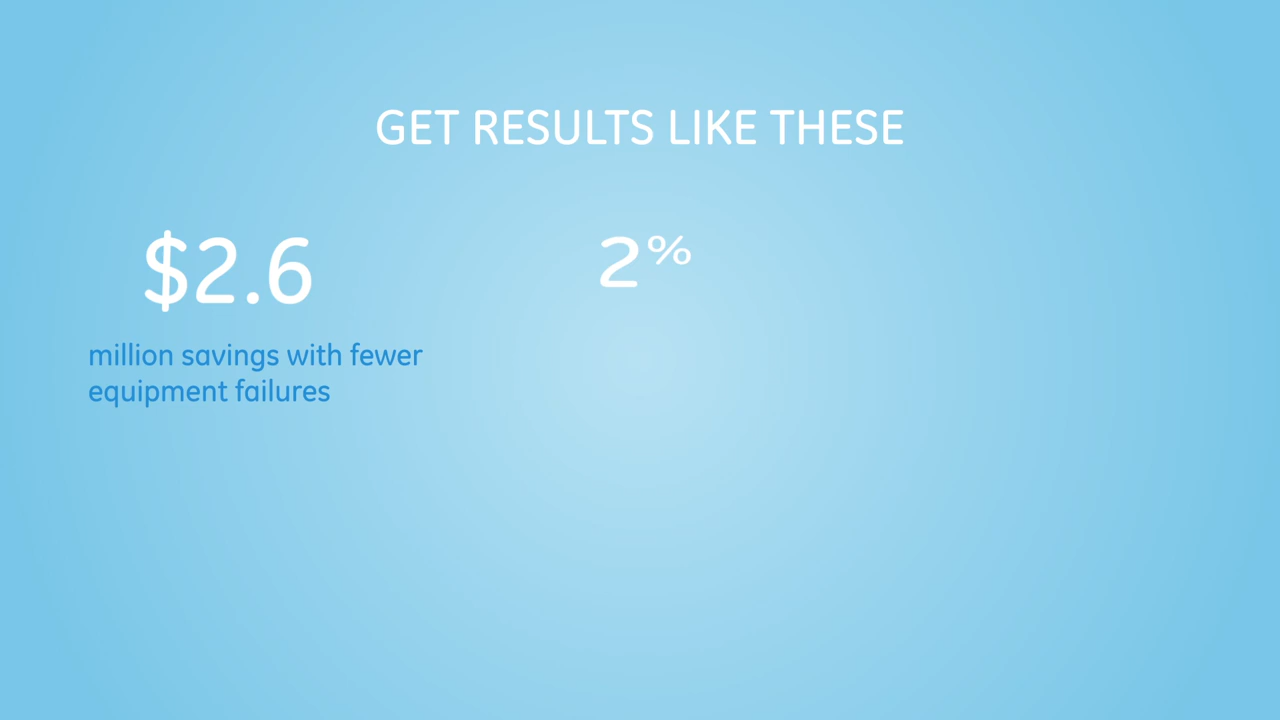 GET RESULTS LIKE THESE
$2.6
million savings with fewer
equipment failures
2%